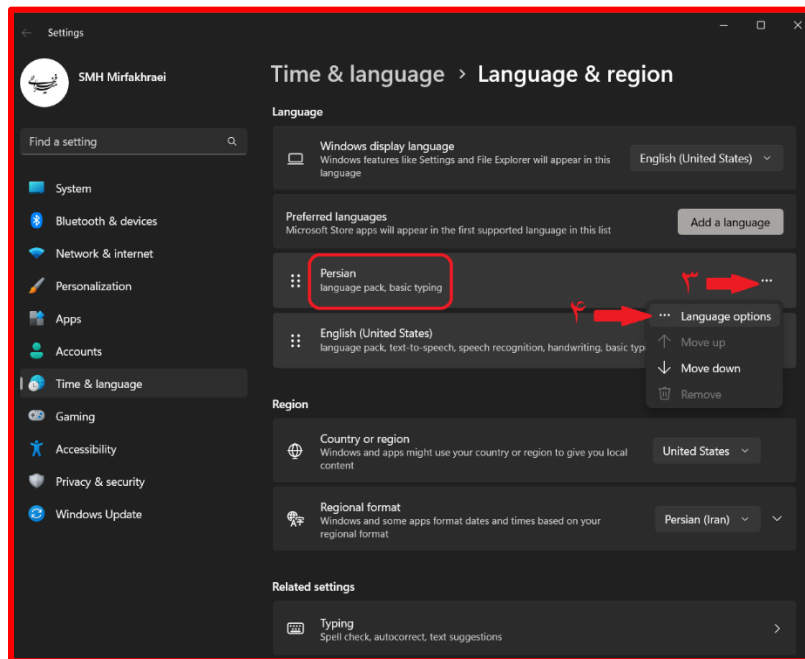 Settings
SMH Mirfakhraei
Find a setting
System
Bluetooth & devices
Network & internet
Personalization
Apps
Accounts
Time & language
Gaming
Accessibility
Privacy & security
Windows Update
Time & language › Language & region
Language
Windows display language
Windows features like Settings and File Explorer will appear in this
language
English (United States)
Preferred languages
Microsoft Store apps will appear in the first supported language in this list
Add a language
Persian
language pack, basic typing
۳
۴
Language options
Move up
Move down
Remove
English (United States)
language pack, text-to-speech, speech recognition, handwriting, basic typ
Region
Country or region
Windows and apps might use your country or region to give you local
content
United States
Regional format
Windows and some apps format dates and times based on your
regional format
Persian (Iran)
Related settings
Typing
Spell check, autocorrect, text suggestions